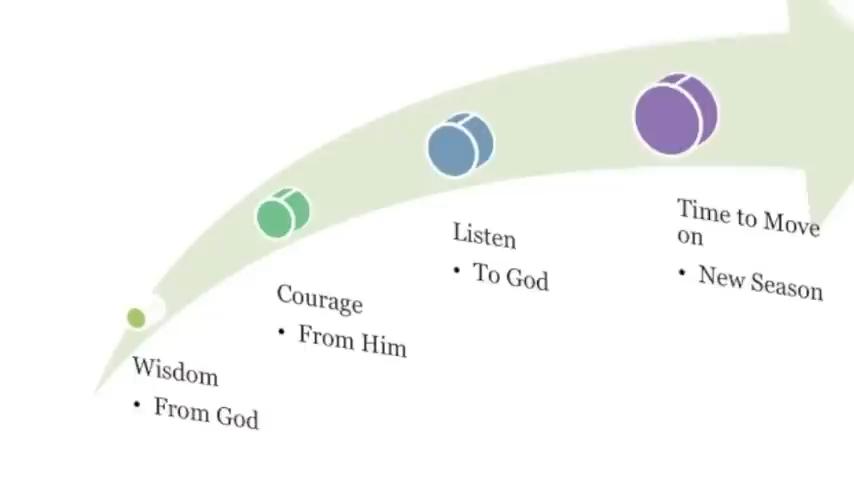 Wisdom
• From God
Courage
• From Him
Listen
• To God
Time to Move
on
• New Season